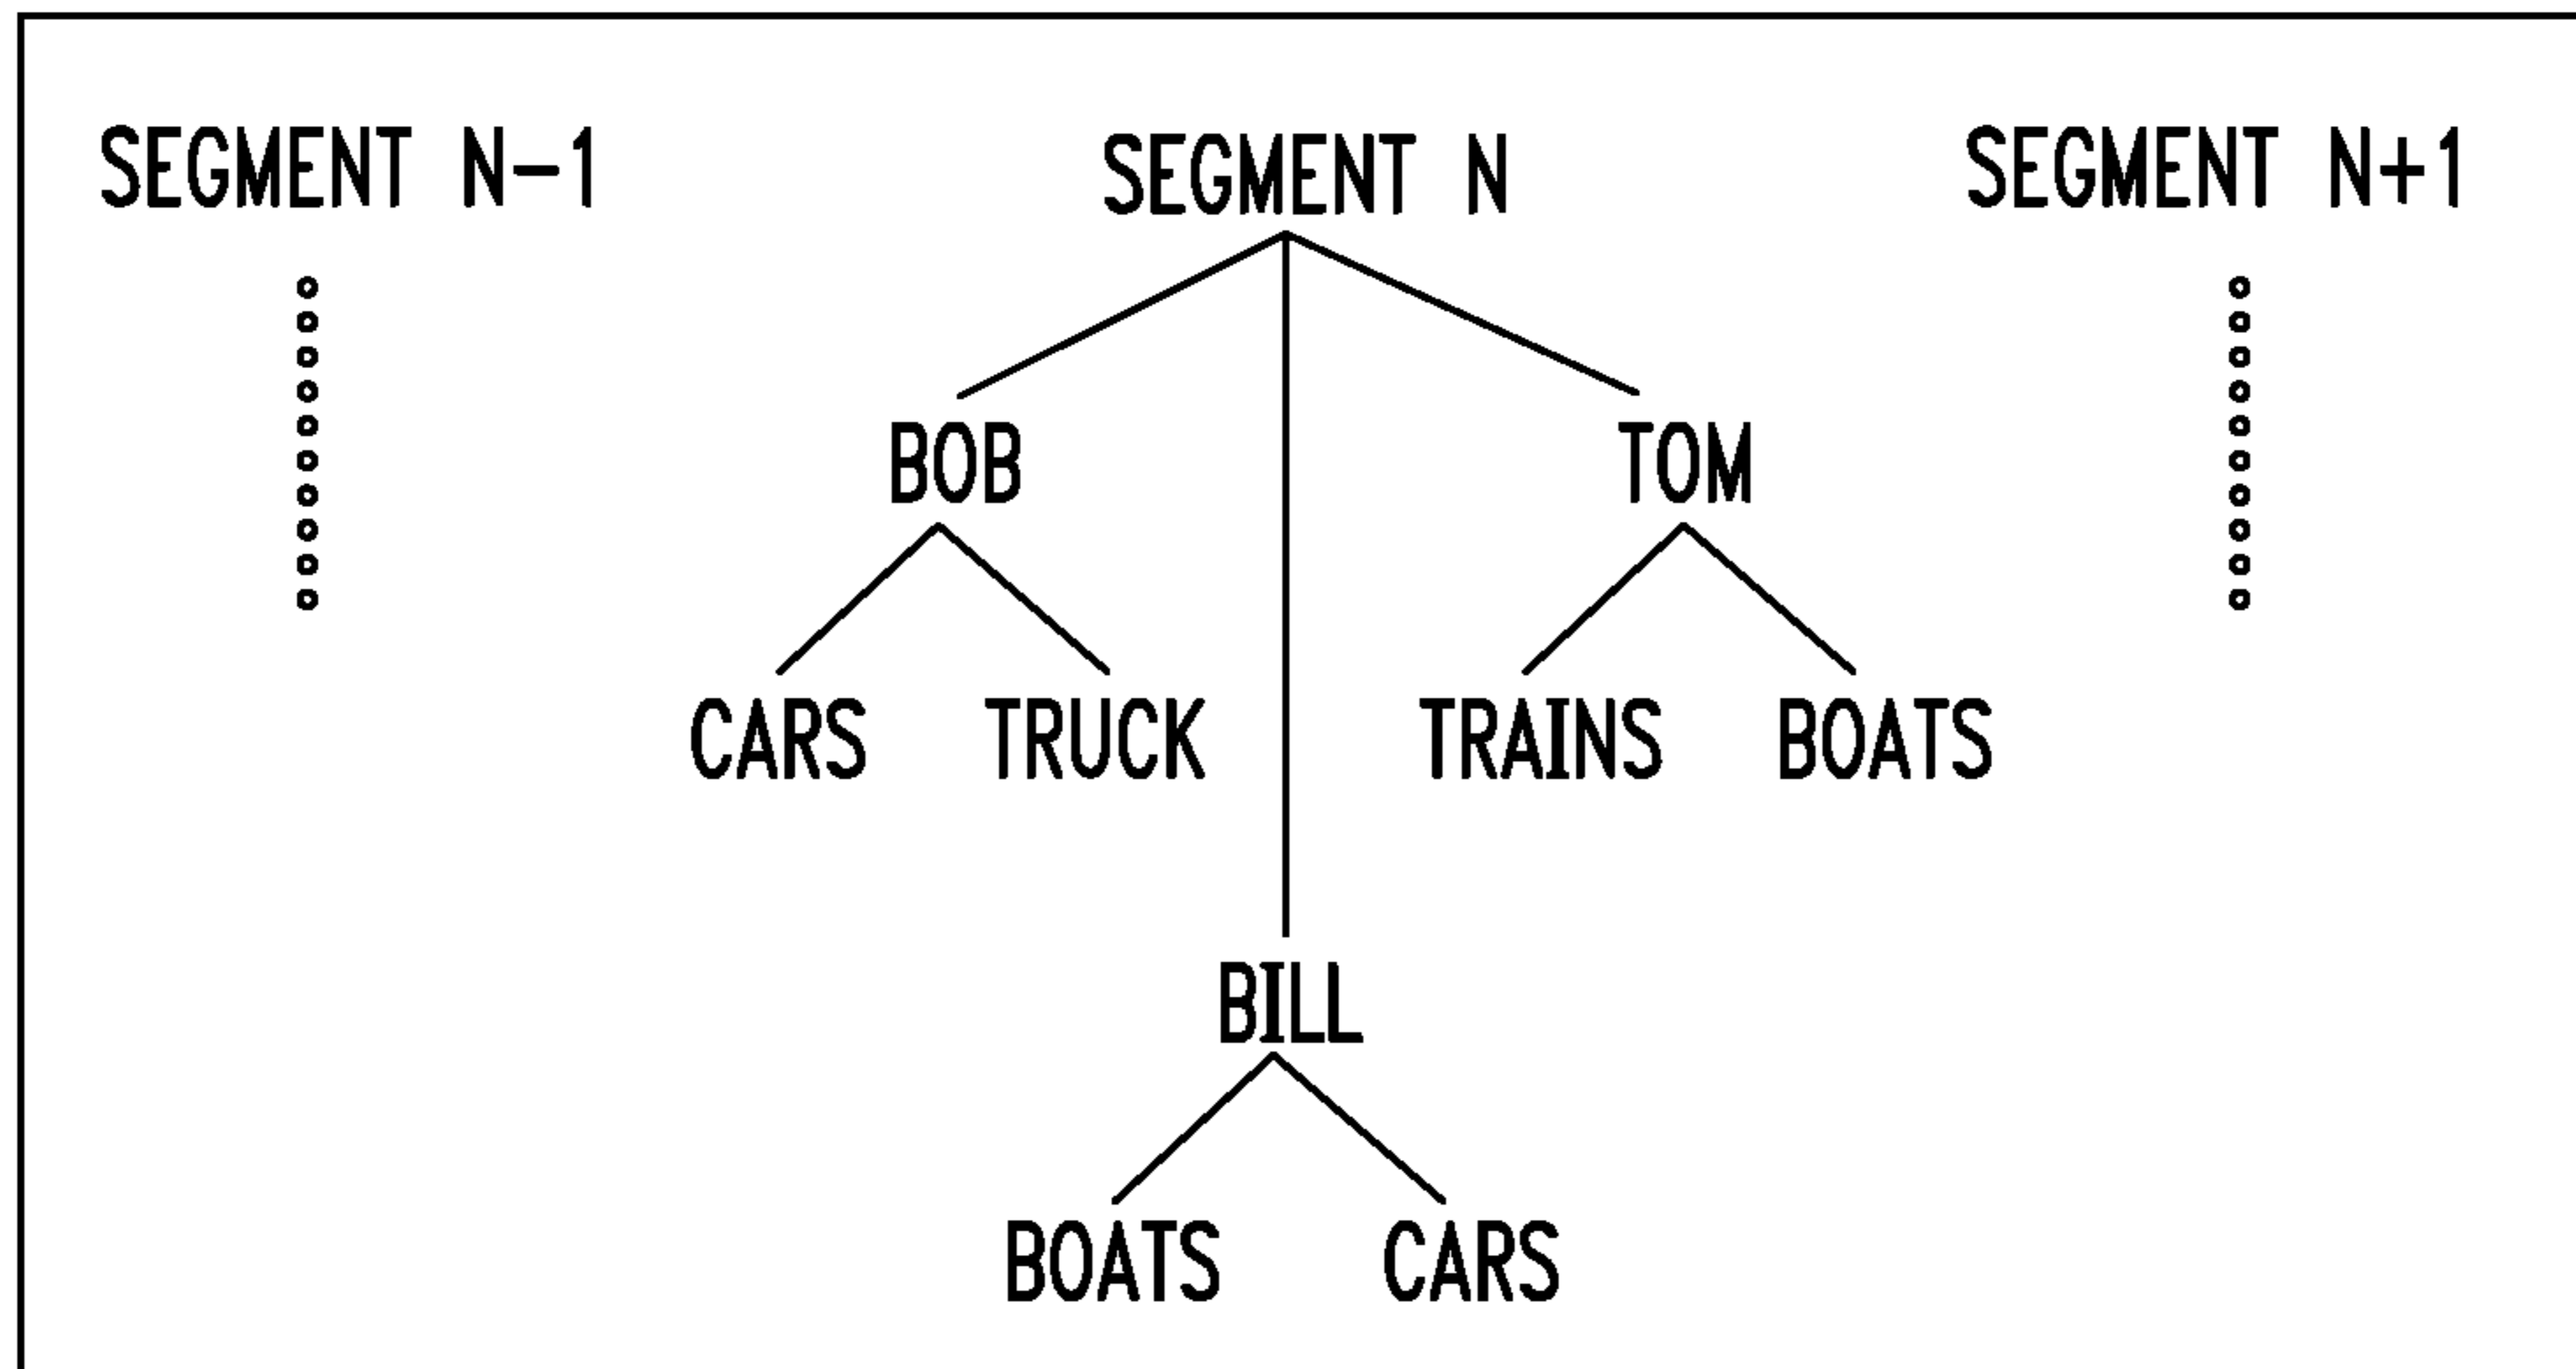 SEGMENT N-1
SEGMENT N
SEGMENT N+1
BOB
TOM
CARS
TRUCK
TRAINS
BOATS
BILL
BOATS
CARS